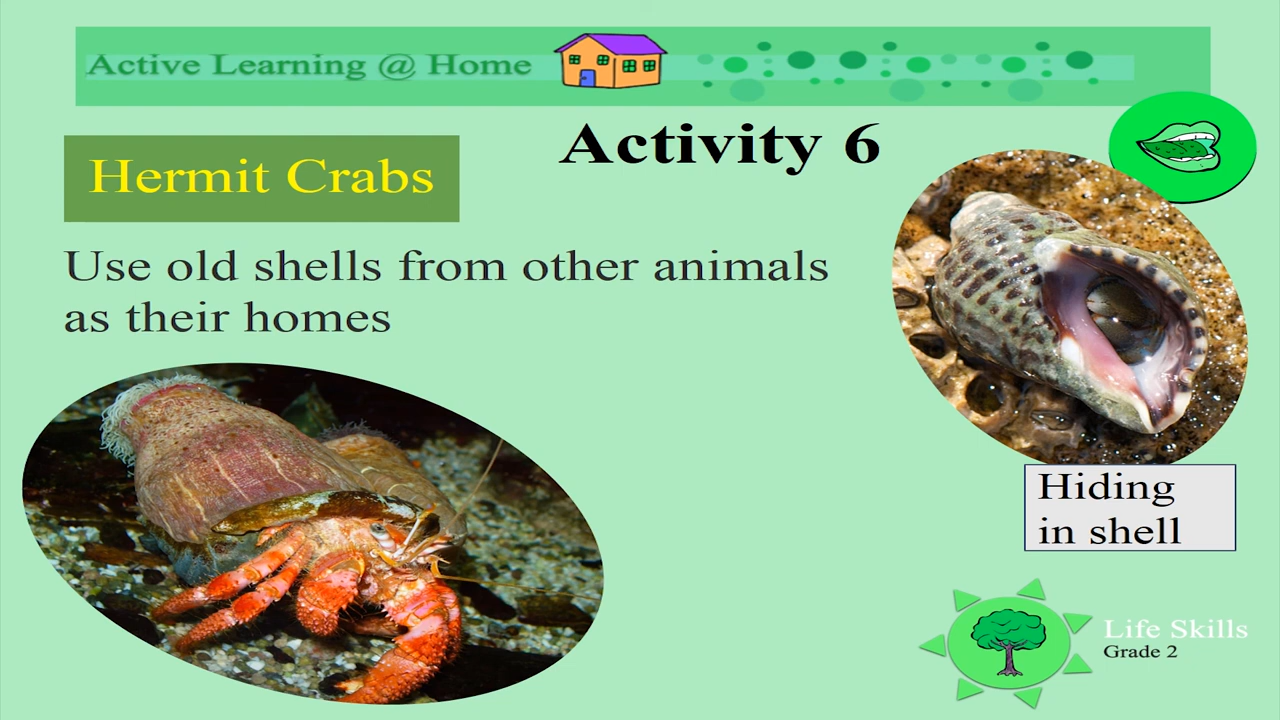 Active Learning @ Home
Activity 6
Hermit Crabs
Use old shells from other animals
as their homes
Hiding
in shell
Life Skills
Grade 2